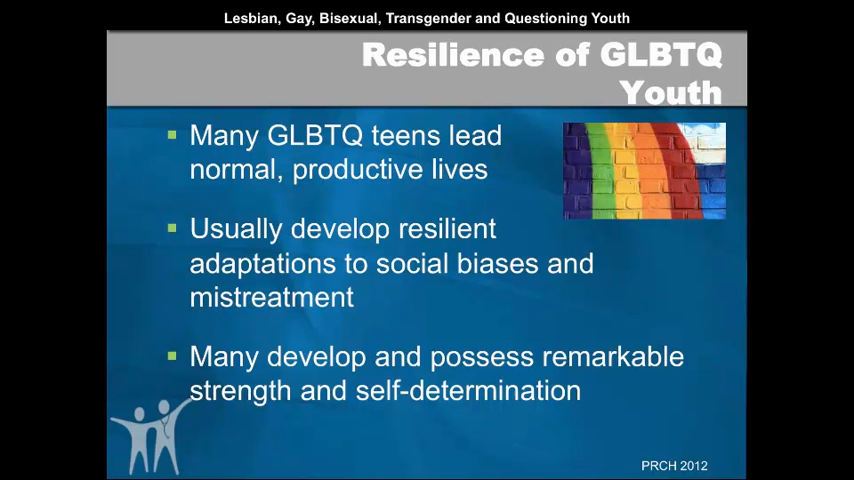 Lesbian, Gay, Bisexual, Transgender and Questioning Youth
Resilience of GLBTQ
Youth
Many GLBTQ teens lead
normal, productive lives
Usually develop resilient
adaptations to social biases and
mistreatment
Many develop and possess remarkable
strength and self-determination
PRCH 2012